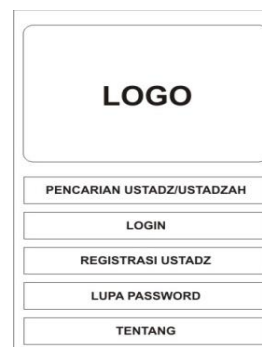 LOGO
PENCARIAN USTADZ/USTADZAH
LOGIN
REGISTRASI USTADZ
LUPA PASSWORD
TENTANG